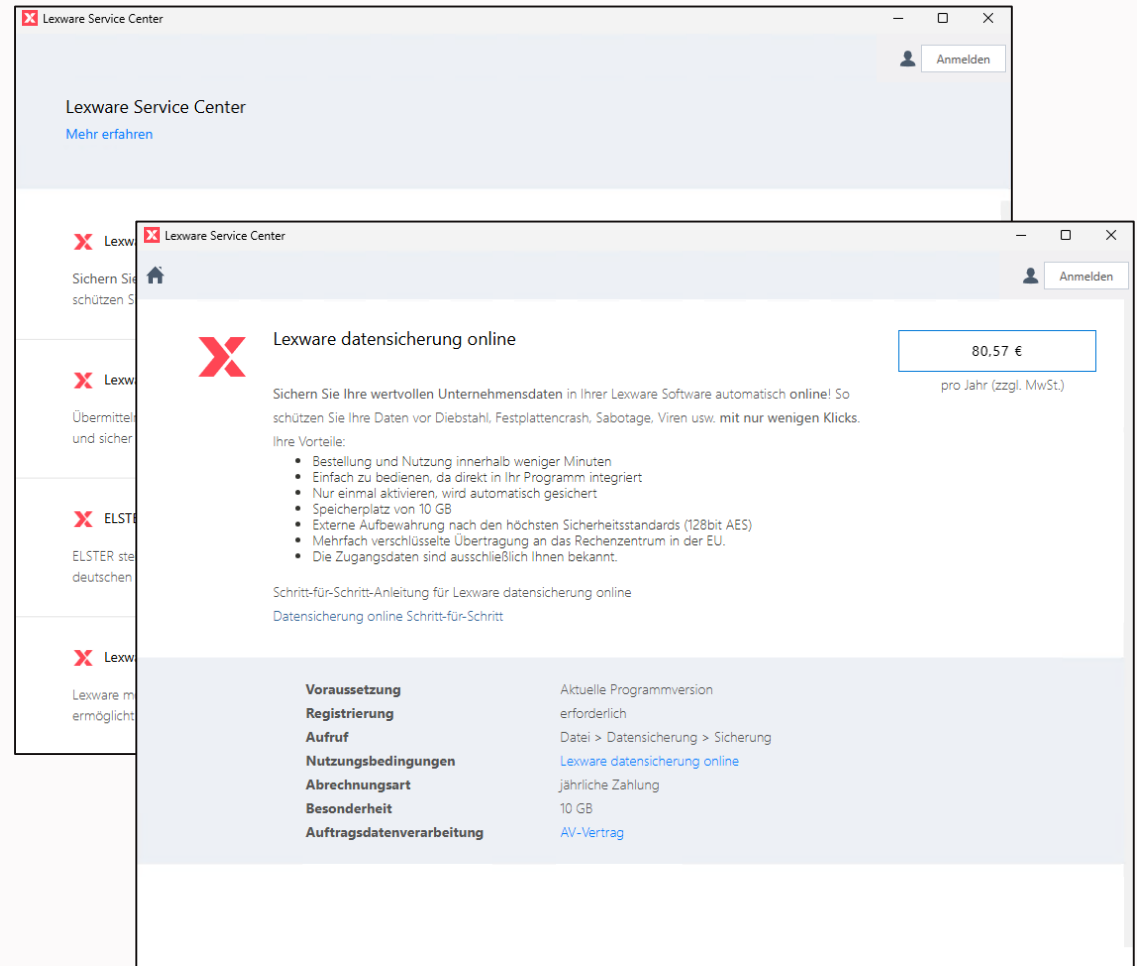 Lexware Service Center
Anmelden
Lexware Service Center
Mehr erfahren
Sichern Sie
schützen
Übermitteln
und sicher
ELSTER
deutschen
Lexware
ermöglicht
Lexware Service Center
Anmelden
Lexware datensicherung online
80,57 €
pro Jahr (zzgl. MwSt.)
Sichern Sie Ihre wertvollen Unternehmensdaten in Ihrer Lexware Software automatisch online! So
schützen Sie Ihre Daten vor Diebstahl, Festplattencrash, Sabotage, Viren usw. mit nur wenigen Klicks.
Ihre Vorteile:
Bestellung und Nutzung innerhalb weniger Minuten
Einfach zu bedienen, da direkt in Ihr Programm integriert
Nur einmal aktivieren, wird automatisch gesichert
Speicherplatz von 10 GB
Externe Aufbewahrung nach den höchsten Sicherheitsstandards (128bit AES)
Mehrfach verschlüsselte Übertragung an das Rechenzentrum in der EU.
Die Zugangsdaten sind ausschließlich Ihnen bekannt.
Schritt-für-Schritt-Anleitung für Lexware datensicherung online
Datensicherung online Schritt-für-Schritt
Voraussetzung Aktuelle Programmversion
Registrierung erforderlich
Aufruf Datei > Datensicherung > Sicherung
Nutzungsbedingungen Lexware datensicherung online
Abrechnungsart jährliche Zahlung
Besonderheit 10 GB
Auftragsdatenverarbeitung AV-Vertrag